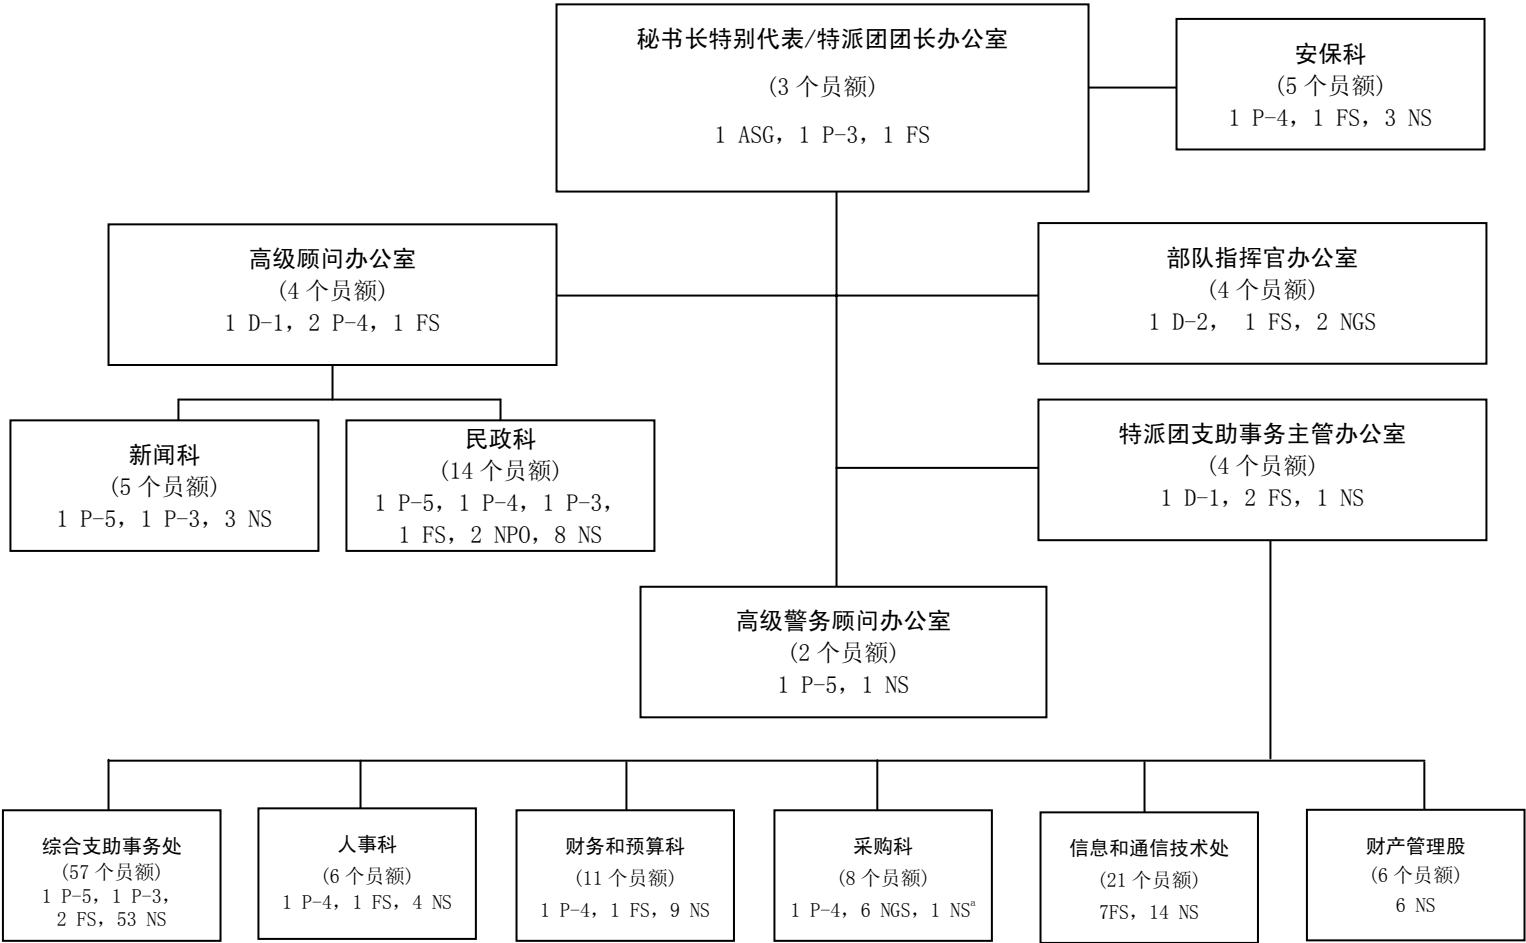 秘书长特别代表/特派团团长办公室
(3 个员额)
1 ASG, 1 P-3, 1 FS
安保科
(5 个员额)
1 P-4, 1 FS, 3 NS
高级顾问办公室
(4 个员额)
1 D-1, 2 P-4, 1 FS
部队指挥官办公室
(4 个员额)
1 D-2, 1 FS, 2 NGS
新闻科
(5 个员额)
1 P-5, 1 P-3, 3 NS
民政科
(14 个员额)
1 P-5, 1 P-4, 1 P-3,
1 FS, 2 NPO, 8 NS
特派团支助事务主管办公室
(4 个员额)
1 D-1, 2 FS, 1 NS
高级警务顾问办公室
(2 个员额)
1 P-5, 1 NS
综合支助事务处
(57 个员额)
1 P-5, 1 P-3,
2 FS, 53 NS
人事科
(6 个员额)
1 P-4, 1 FS, 4 NS
财务和预算科
(11 个员额)
1 P-4, 1 FS, 9 NS
采购科
(8 个员额)
1 P-4, 6 NGS, 1 NSᵃ
信息和通信技术处
(21 个员额)
7FS, 14 NS
财产管理股
(6 个员额)
6 NS